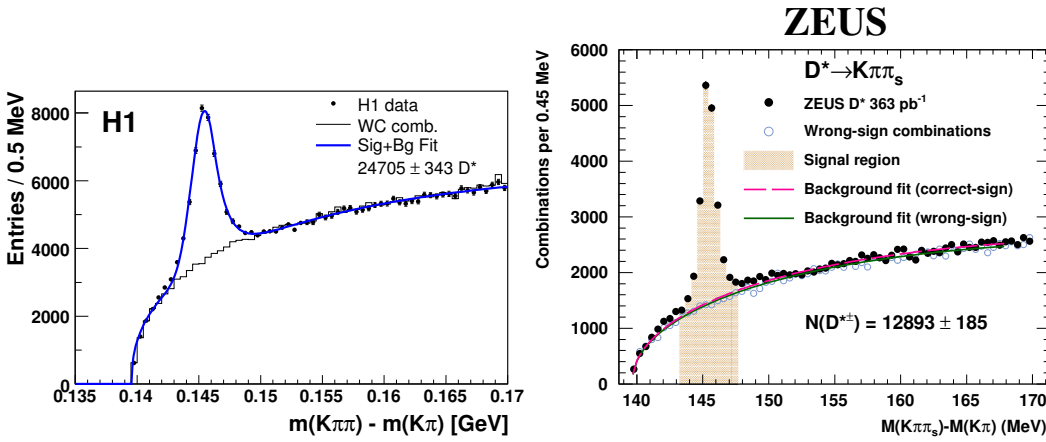 H1
H1 data
WC comb.
Sig+Bg Fit
24705 ± 343 D*
Entries / 0.5 MeV
8000
6000
4000
2000
0
0.135 0.14 0.145 0.15 0.155 0.16 0.165 0.17
m(Kππ) - m(Kπ) [GeV]
ZEUS
D*→Kππₛ
ZEUS D* 363 pb⁻¹
Wrong-sign combinations
Signal region
Background fit (correct-sign)
Background fit (wrong-sign)
N(D*±) = 12893 ± 185
Combinations per 0.45 MeV
6000
5000
4000
3000
2000
1000
0
140 145 150 155 160 165 170
M(Kππₛ)-M(Kπ) (MeV)